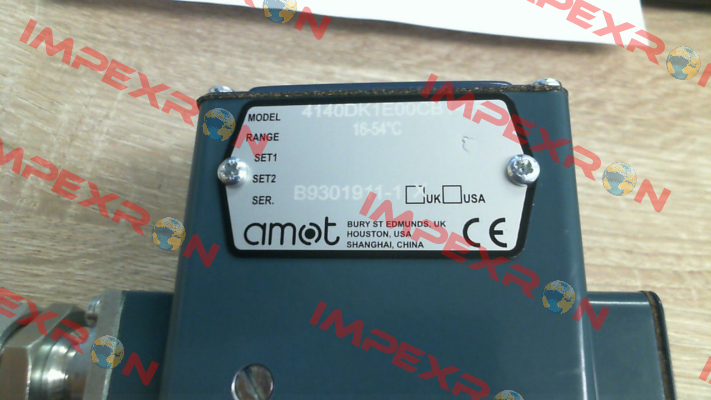 MODEL 4140DK1E00CB
RANGE 16-54°C
SET1
SET2
SER. B9301911-1 UK USA
amot
BURY ST EDMUNDS, UK
HOUSTON, USA
SHANGHAI, CHINA
CE
IMPEXRON
IMPEXRON
IMPEXRON
IMPEXRON
IMPEXRON